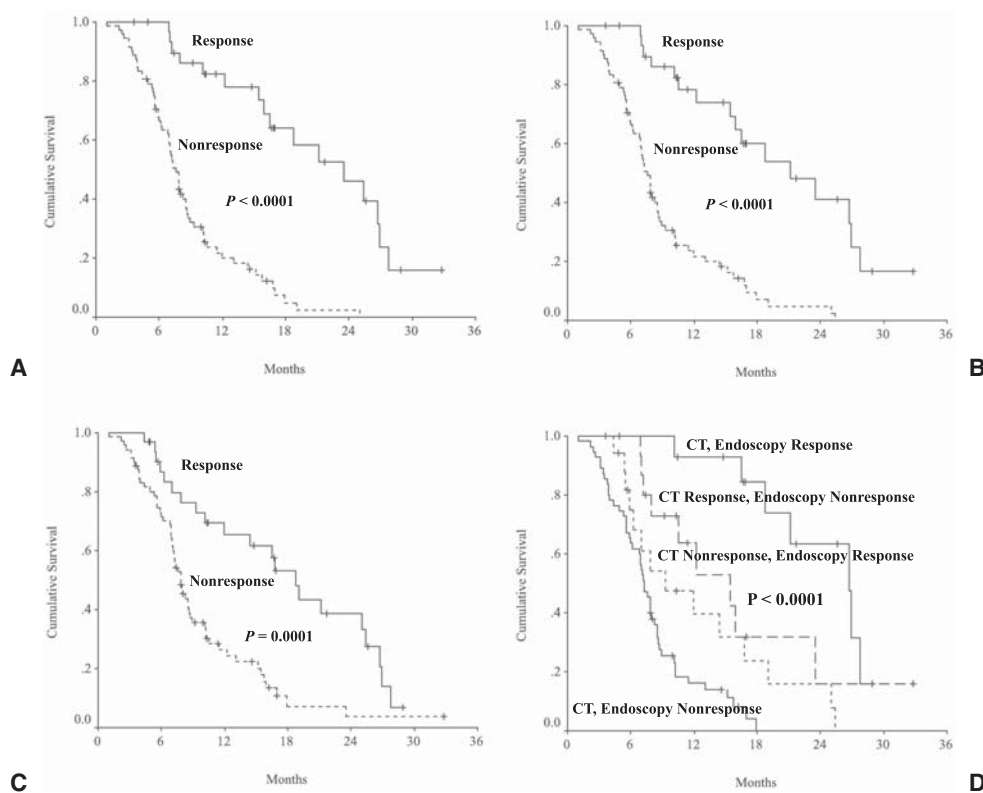 1.0
.8
.6
.4
.2
0.0
Cumulative Survival
Response
Nonresponse
P < 0.0001
0 6 12 18 24 30 36
Months
A
1.0
.8
.6
.4
.2
0.0
Cumulative Survival
Response
Nonresponse
P < 0.0001
0 6 12 18 24 30 36
Months
B
1.0
.8
.6
.4
.2
0.0
Cumulative Survival
Response
Nonresponse
P = 0.0001
0 6 12 18 24 30 36
Months
C
1.0
.8
.6
.4
.2
0.0
Cumulative Survival
CT, Endoscopy Response
CT Response, Endoscopy Nonresponse
CT Nonresponse, Endoscopy Response
P < 0.0001
CT, Endoscopy Nonresponse
0 6 12 18 24 30 36
Months
D